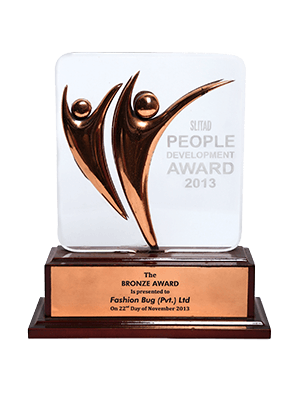 SLITAD
PEOPLE
DEVELOPMENT
AWARD
2013
The
BRONZE AWARD
Is presented to
Fashion Bug (Pvt.) Ltd
On 22nd Day of November 2013